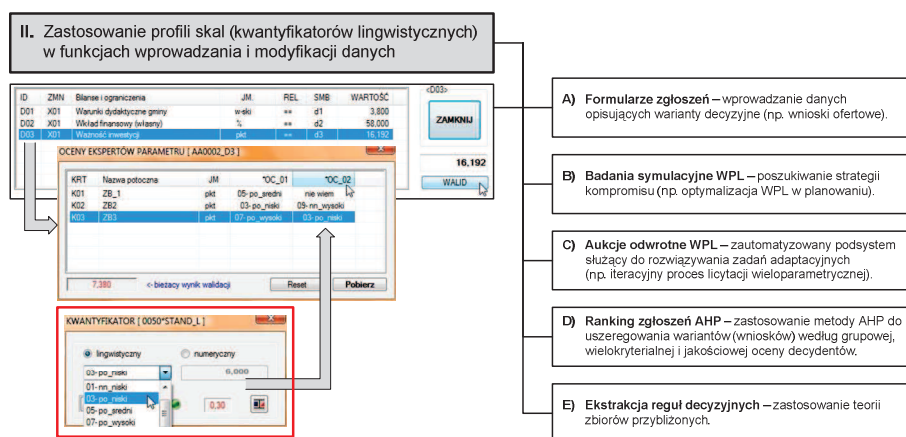 II. Zastosowanie profili skal (kwantyfikatorów lingwistycznych)
w funkcjach wprowadzania i modyfikacji danych
ID ZMN Bilanse i ograniczenia JM. REL SMB WARTOŚĆ
D01 X01 Warunki dydaktyczne gminy w-ski == d1 3,800
D02 X01 Wkład finansowy (własny) % == d2 58,000
D03 X01 Ważność inwestycji pkt == d3 16,192
<D03>
ZAMKNIJ
16,192
WALID
OCENY EKSPERTÓW PARAMETRU [ AA0002_D3 ]
KRT Nazwa potoczna JM *OC_01 *OC_02
K01 ZB_1 pkt 05-po_sredni nie wiem
K02 ZB2 pkt 03-po_niski 09-nn_wysoki
K03 ZB3 pkt 07-po_wysoki 03-po_niski
7,380 <- bieżacy wynik walidacji Reset Pobierz
KWANTYFIKATOR [ 0050*STAND_L ]
lingwistyczny numeryczny
03-po_niski 6,000
01-nn_niski
03-po_niski
05-po_sredni 0,30
07-po_wysoki
A) Formularze zgłoszeń – wprowadzanie danych
opisujących warianty decyzyjne (np. wnioski ofertowe).
B) Badania symulacyjne WPL – poszukiwanie strategii
kompromisu (np. optymalizacja WPL w planowaniu).
C) Aukcje odwrotne WPL – zautomatyzowany podsystem
służący do rozwiązywania zadań adaptacyjnych
(np. iteracyjny proces licytacji wieloparametrycznej).
D) Ranking zgłoszeń AHP – zastosowanie metody AHP do
uszeregowania wariantów (wniosków) według grupowej,
wielokryterialnej i jakościowej oceny decydentów.
E) Ekstrakcja reguł decyzyjnych – zastosowanie teorii
zbiorów przybliżonych.